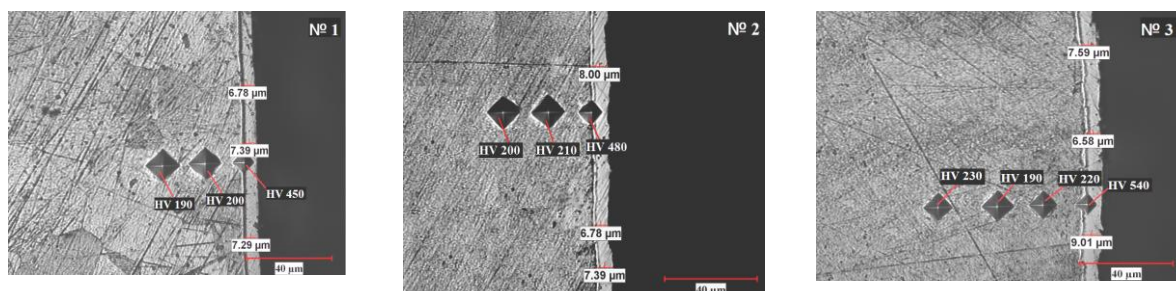 № 1
6.78 µm
7.39 µm
HV 190
HV 200
HV 450
7.29 µm
40 µm
№ 2
8.00 µm
HV 200
HV 210
HV 480
6.78 µm
7.39 µm
40 µm
№ 3
7.59 µm
6.58 µm
HV 230
HV 190
HV 220
HV 540
9.01 µm
40 µm